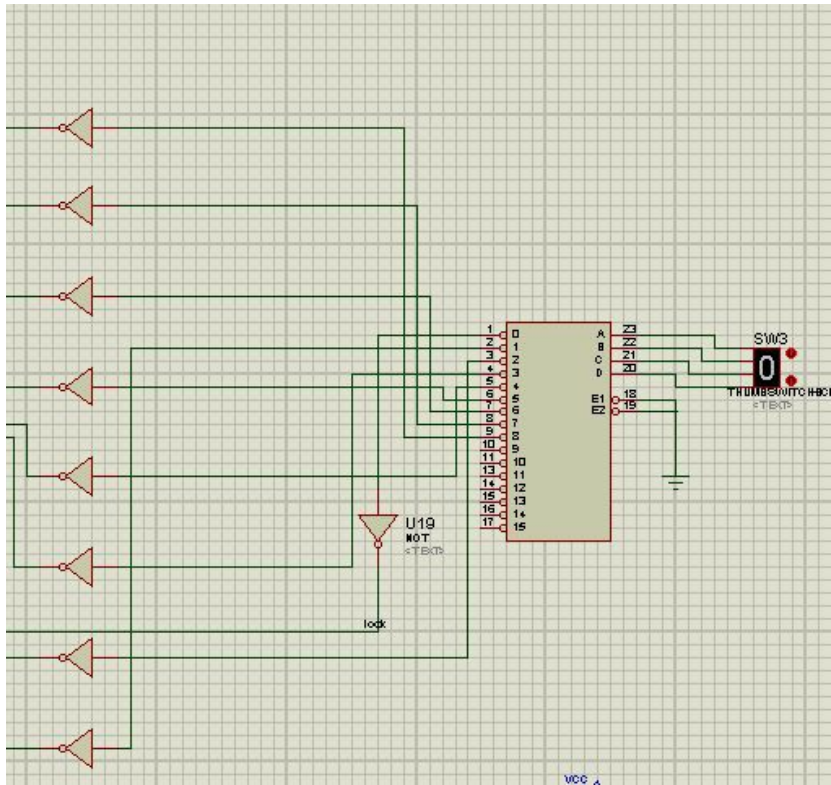 1 0 A 23
2 1 B 22
3 2 C 21
4 3 D 20
5 4
6 5 E1 18
7 6 E2 19
8 7
9 8
10 9
11 10
13 11
14 12
15 13
16 14
17 15
SW3
0
<TEXT>
U19
NOT
<TEXT>
lock
VCC